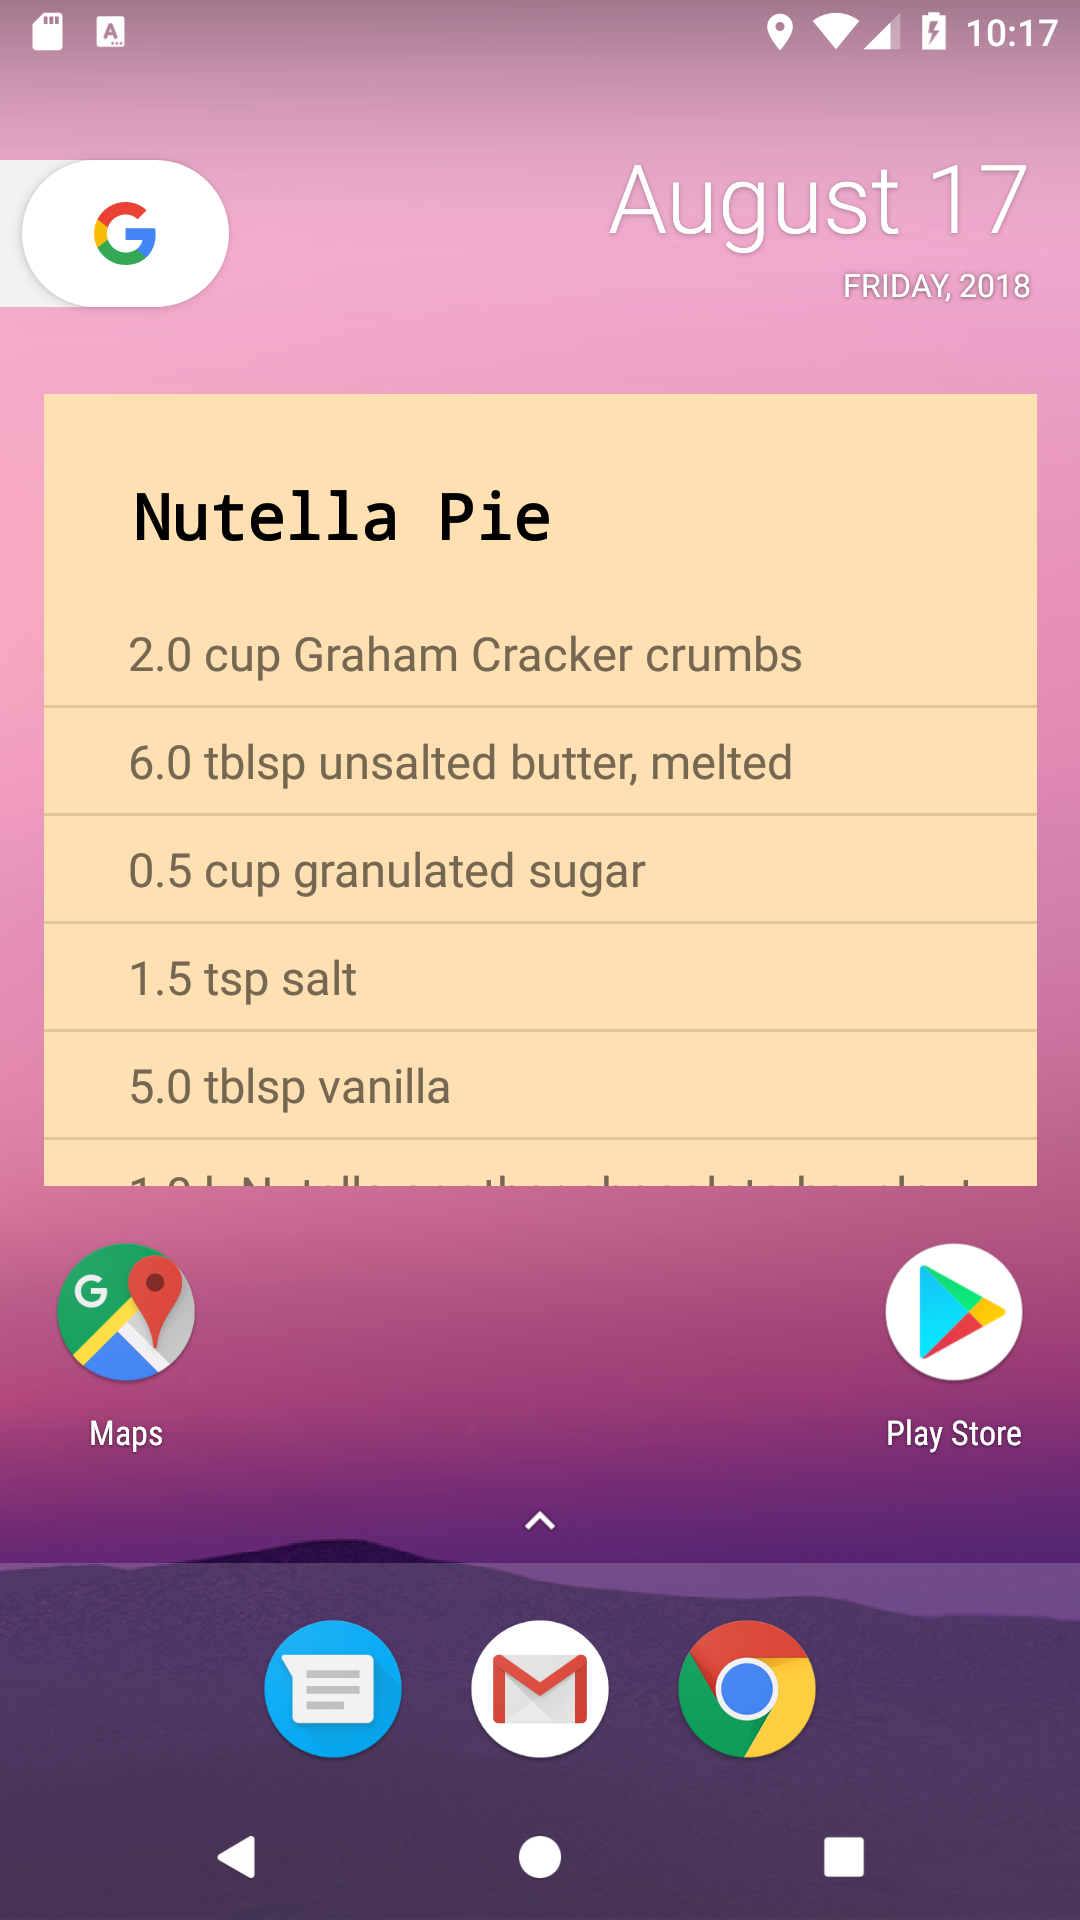 10:17
August 17
FRIDAY, 2018
Nutella Pie
2.0 cup Graham Cracker crumbs
6.0 tblsp unsalted butter, melted
0.5 cup granulated sugar
1.5 tsp salt
5.0 tblsp vanilla
Maps
Play Store